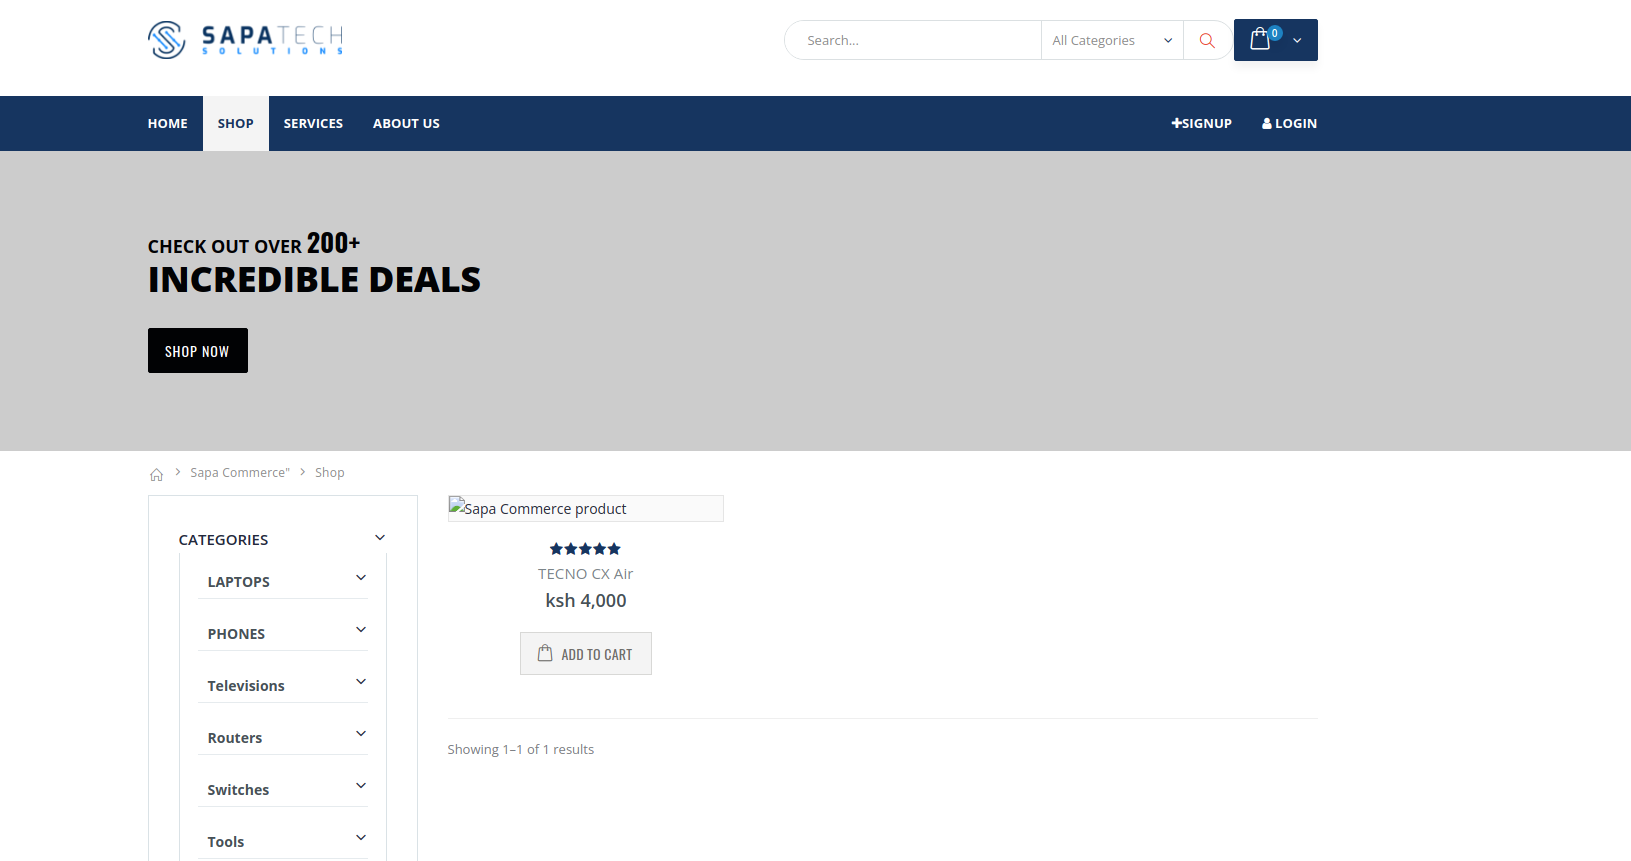 SAPATECH
SOLUTIONS
Search...
All Categories
0
HOME
SHOP
SERVICES
ABOUT US
SIGNUP
LOGIN
CHECK OUT OVER 200+
INCREDIBLE DEALS
SHOP NOW
Sapa Commerce" > Shop
CATEGORIES
LAPTOPS
PHONES
Televisions
Routers
Switches
Tools
Sapa Commerce product
TECNO CX Air
ksh 4,000
ADD TO CART
Showing 1–1 of 1 results